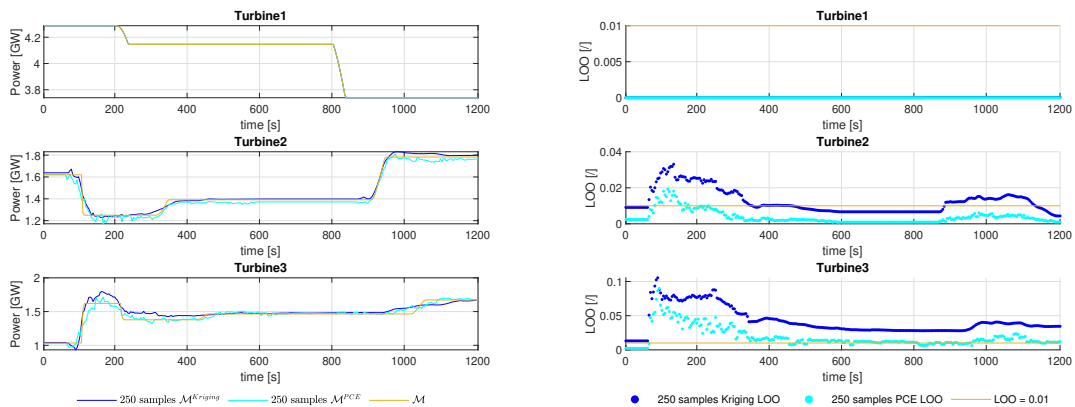 Turbine1
Power [GW]
4.2
4
3.8
0
200
400
600
800
1000
1200
time [s]
Turbine2
Power [GW]
1.8
1.6
1.4
1.2
0
200
400
600
800
1000
1200
time [s]
Turbine3
Power [GW]
2
1.5
1
0
200
400
600
800
1000
1200
time [s]
250 samples M^Kriging
250 samples M^PCE
M
Turbine1
LOO [/]
0.01
0.005
0
0
200
400
600
800
1000
1200
time [s]
Turbine2
LOO [/]
0.04
0.02
0
0
200
400
600
800
1000
1200
time [s]
Turbine3
LOO [/]
0.1
0.05
0
0
200
400
600
800
1000
1200
time [s]
250 samples Kriging LOO
250 samples PCE LOO
LOO = 0.01